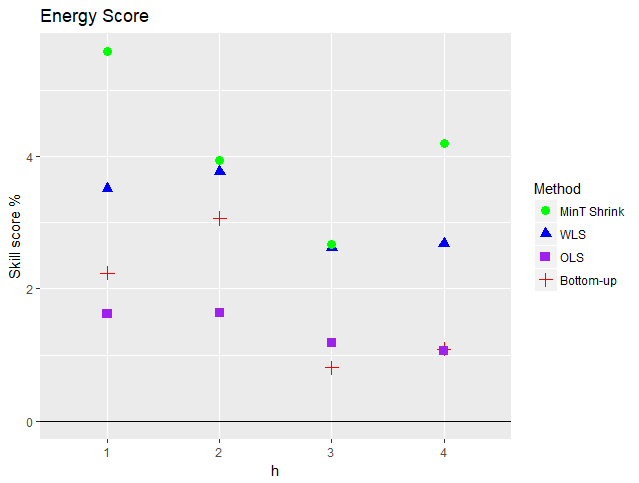 Energy Score
Skill score %
4
2
0
1 2 3 4
h
Method
MinT Shrink
WLS
OLS
Bottom-up